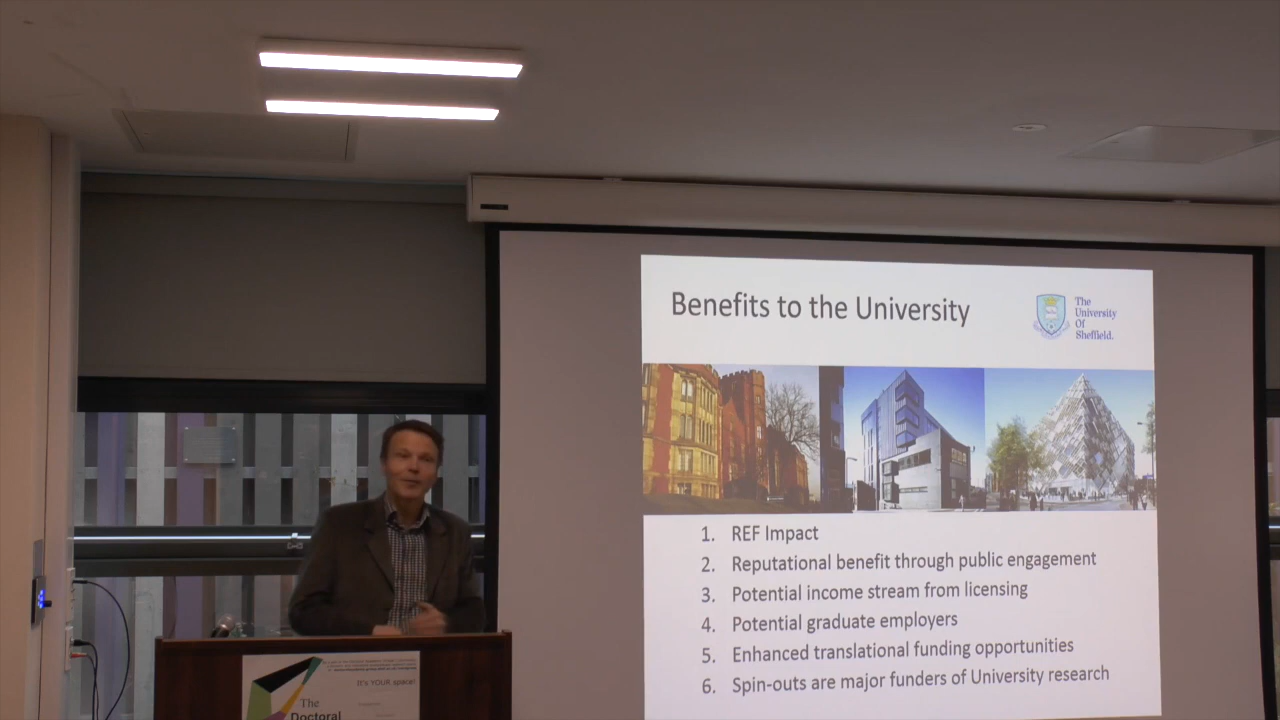 Benefits to the University
The
University
Of
Sheffield.
1. REF Impact
2. Reputational benefit through public engagement
3. Potential income stream from licensing
4. Potential graduate employers
5. Enhanced translational funding opportunities
6. Spin-outs are major funders of University research
It's YOUR space!
The
Doctoral